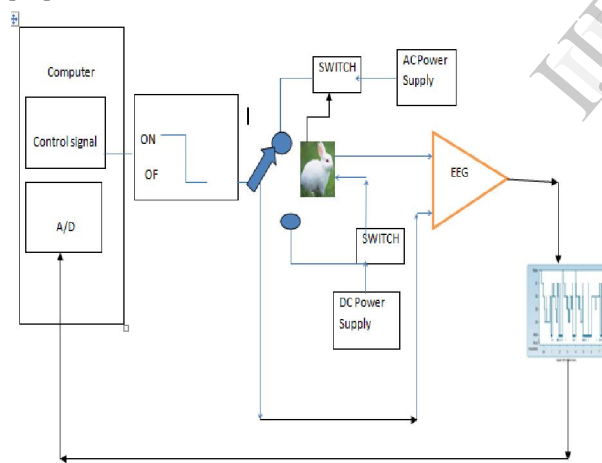 Computer
Control signal
A/D
ON
OF
I
SWITCH
AC Power
Supply
EEG
SWITCH
DC Power
Supply